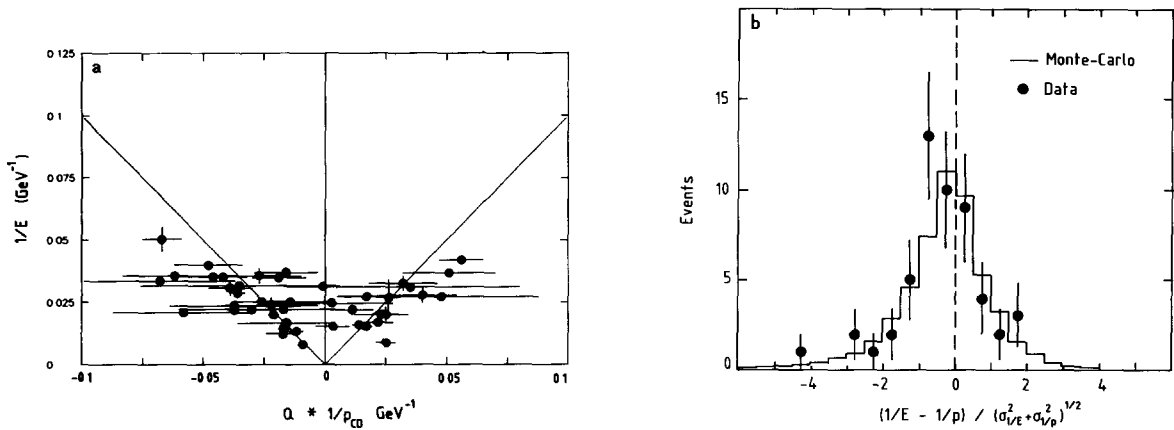 a
0.125
0.1
0.075
0.05
0.025
0
1/E (GeV⁻¹)
-0.1
-0.05
0
0.05
0.1
Q * 1/p_CD GeV⁻¹
b
Monte-Carlo
Data
15
10
5
0
Events
-4
-2
0
2
4
(1/E - 1/p) / (σ²_1/E + σ²_1/p)^1/2